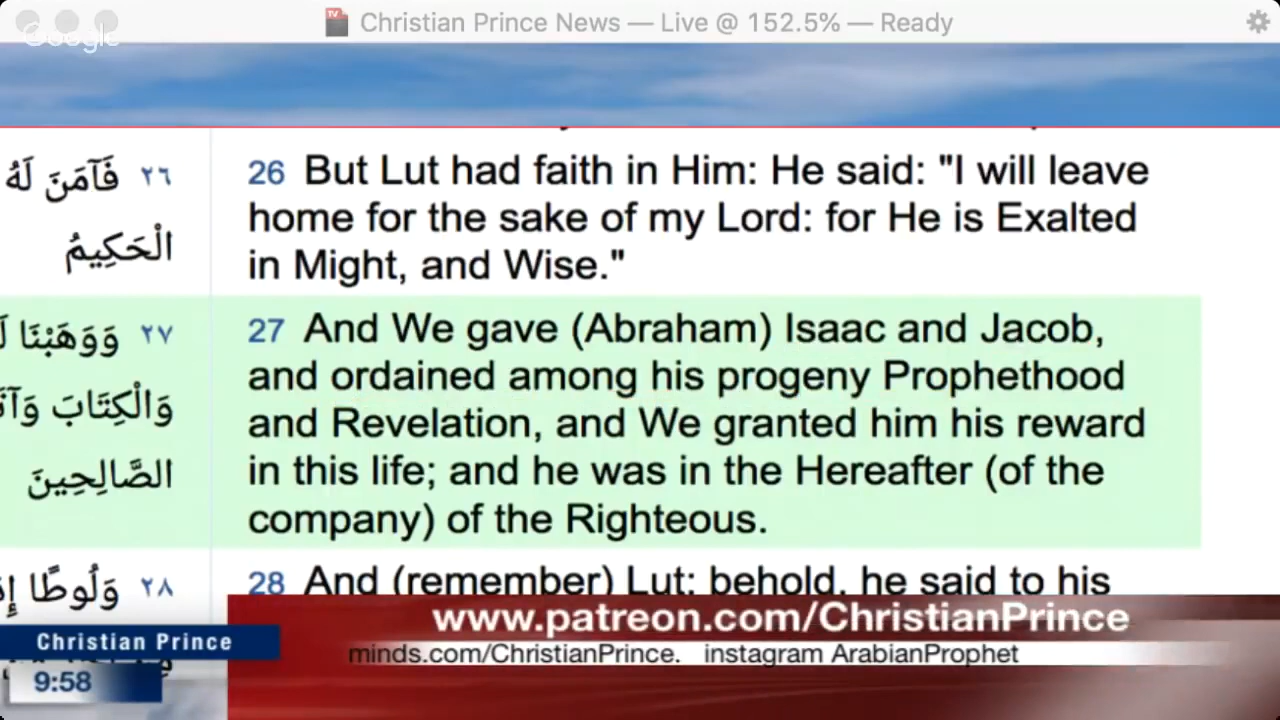 Christian Prince News — Live @ 152.5% — Ready
Google
26 But Lut had faith in Him: He said: "I will leave
home for the sake of my Lord: for He is Exalted
in Might, and Wise."
٢٦ فَآمَنَ لَهُ
الْحَكِيمُ
27 And We gave (Abraham) Isaac and Jacob,
and ordained among his progeny Prophethood
and Revelation, and We granted him his reward
in this life; and he was in the Hereafter (of the
company) of the Righteous.
٢٧ وَوَهَبْنَا
وَالْكِتَابَ
الصَّالِحِينَ
28 And (remember) Lut: behold, he said to his
٢٨ وَلُوطًا
www.patreon.com/ChristianPrince
Christian Prince
minds.com/ChristianPrince. instagram ArabianProphet
9:58